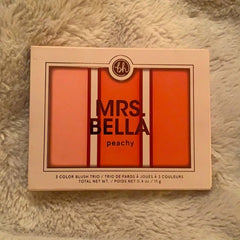 bh
MRS.
BELLA
peachy
3 COLOR BLUSH TRIO / TRIO DE FARDS À JOUES À 3 COULEURS
TOTAL NET WT. / POIDS NET 0.4 oz / 11 g